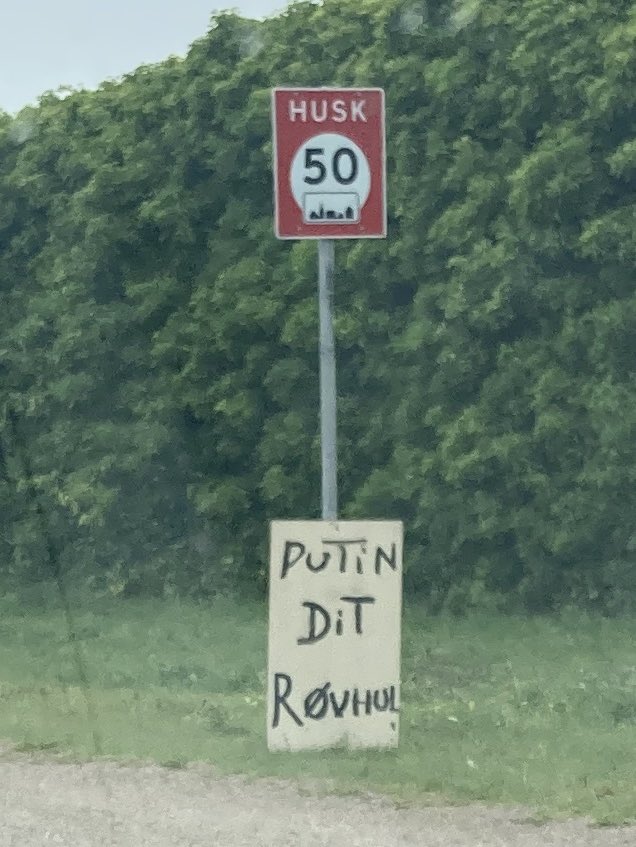 HUSK
50
PUTiN
DiT
RØVHUL